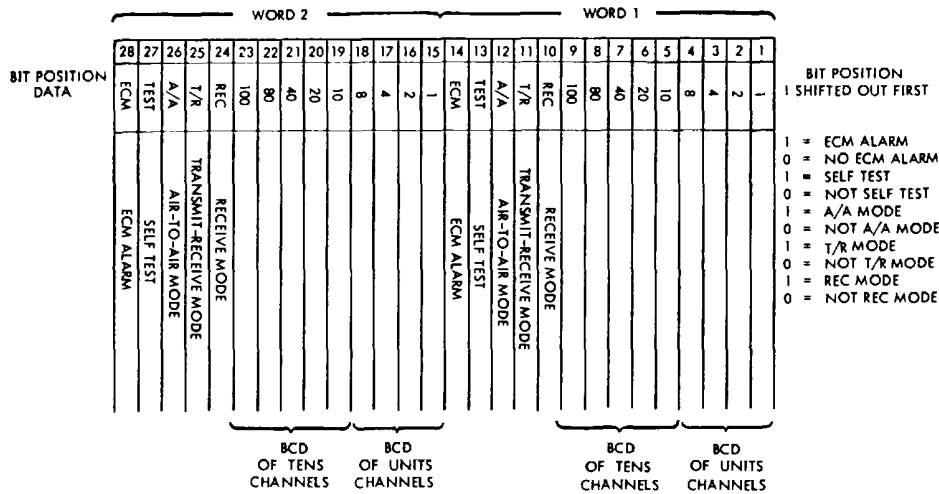 WORD 2 WORD 1
28 27 26 25 24 23 22 21 20 19 18 17 16 15 14 13 12 11 10 9 8 7 6 5 4 3 2 1
BIT POSITION
DATA
ECM TEST A/A T/R REC 100 80 40 20 10 8 4 2 1 ECM TEST A/A T/R REC 100 80 40 20 10 8 4 2 1
BIT POSITION
1 SHIFTED OUT FIRST
ECM ALARM
SELF TEST
AIR-TO-AIR MODE
TRANSMIT-RECEIVE MODE
RECEIVE MODE
ECM ALARM
SELF TEST
AIR-TO-AIR MODE
TRANSMIT-RECEIVE MODE
RECEIVE MODE
1 = ECM ALARM
0 = NO ECM ALARM
1 = SELF TEST
0 = NOT SELF TEST
1 = A/A MODE
0 = NOT A/A MODE
1 = T/R MODE
0 = NOT T/R MODE
1 = REC MODE
0 = NOT REC MODE
BCD
OF TENS
CHANNELS
BCD
OF UNITS
CHANNELS
BCD
OF TENS
CHANNELS
BCD
OF UNITS
CHANNELS